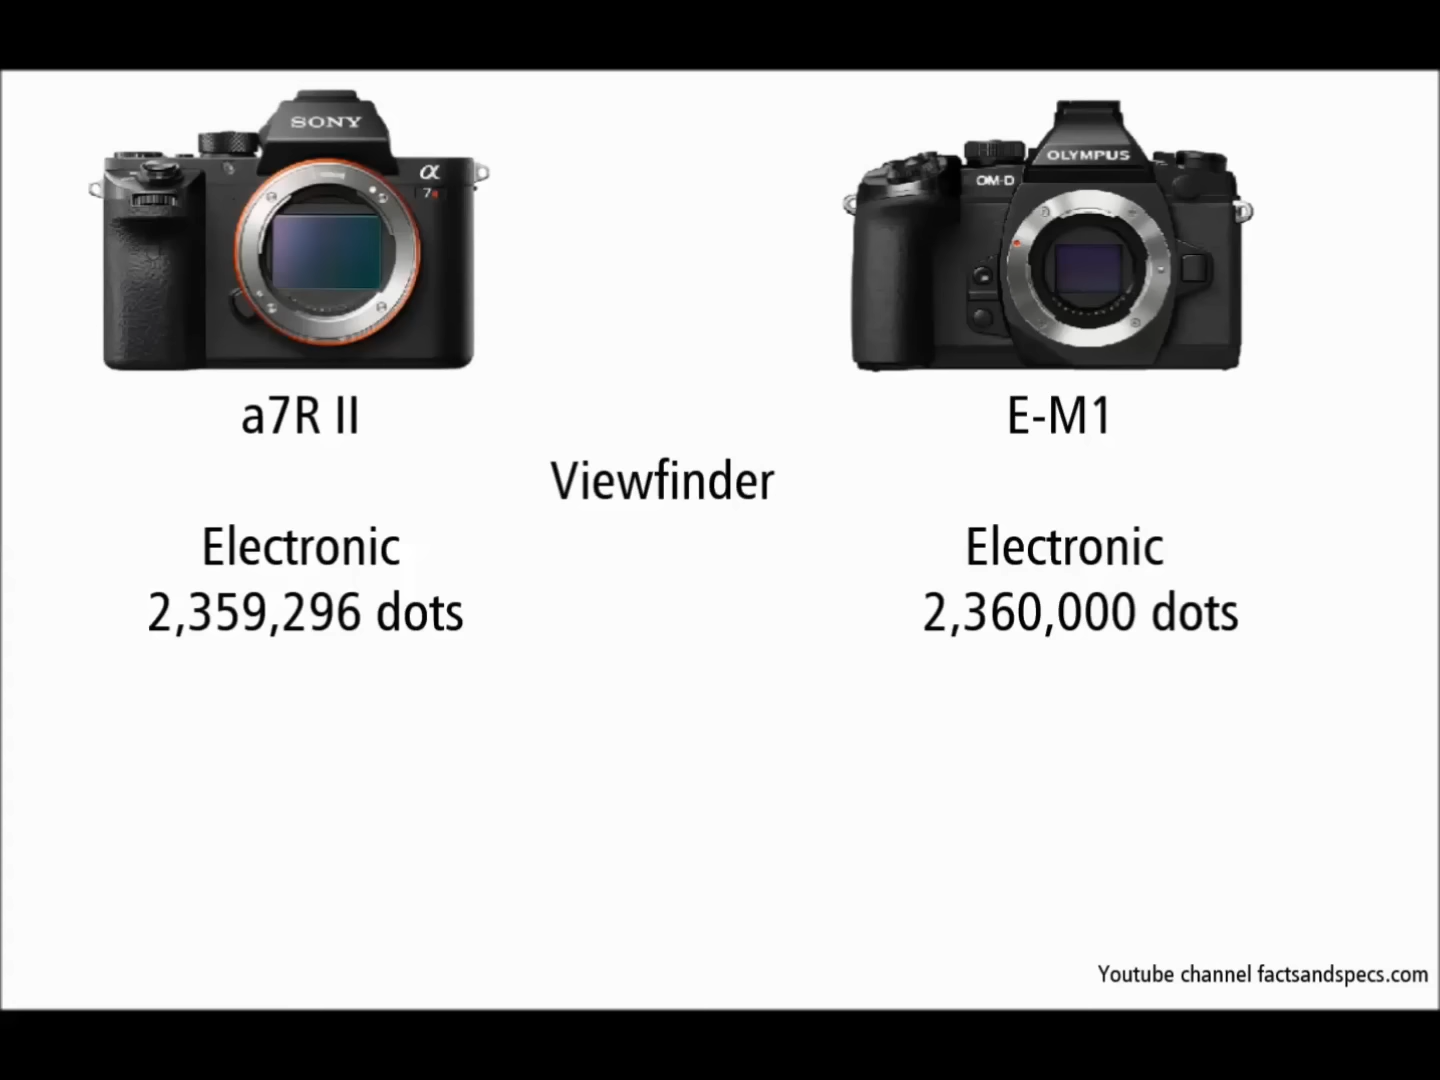 SONY
α
7R
OLYMPUS
OM-D
a7R II
E-M1
Viewfinder
Electronic
2,359,296 dots
Electronic
2,360,000 dots
Youtube channel factsandspecs.com